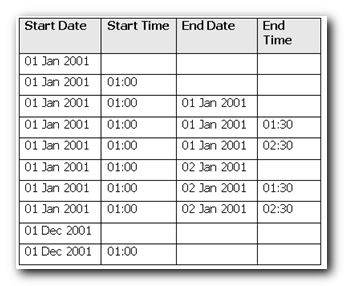 Start Date Start Time End Date End Time
01 Jan 2001
01 Jan 2001 01:00
01 Jan 2001 01:00 01 Jan 2001
01 Jan 2001 01:00 01 Jan 2001 01:30
01 Jan 2001 01:00 01 Jan 2001 02:30
01 Jan 2001 01:00 02 Jan 2001
01 Jan 2001 01:00 02 Jan 2001 01:30
01 Jan 2001 01:00 02 Jan 2001 02:30
01 Dec 2001
01 Dec 2001 01:00